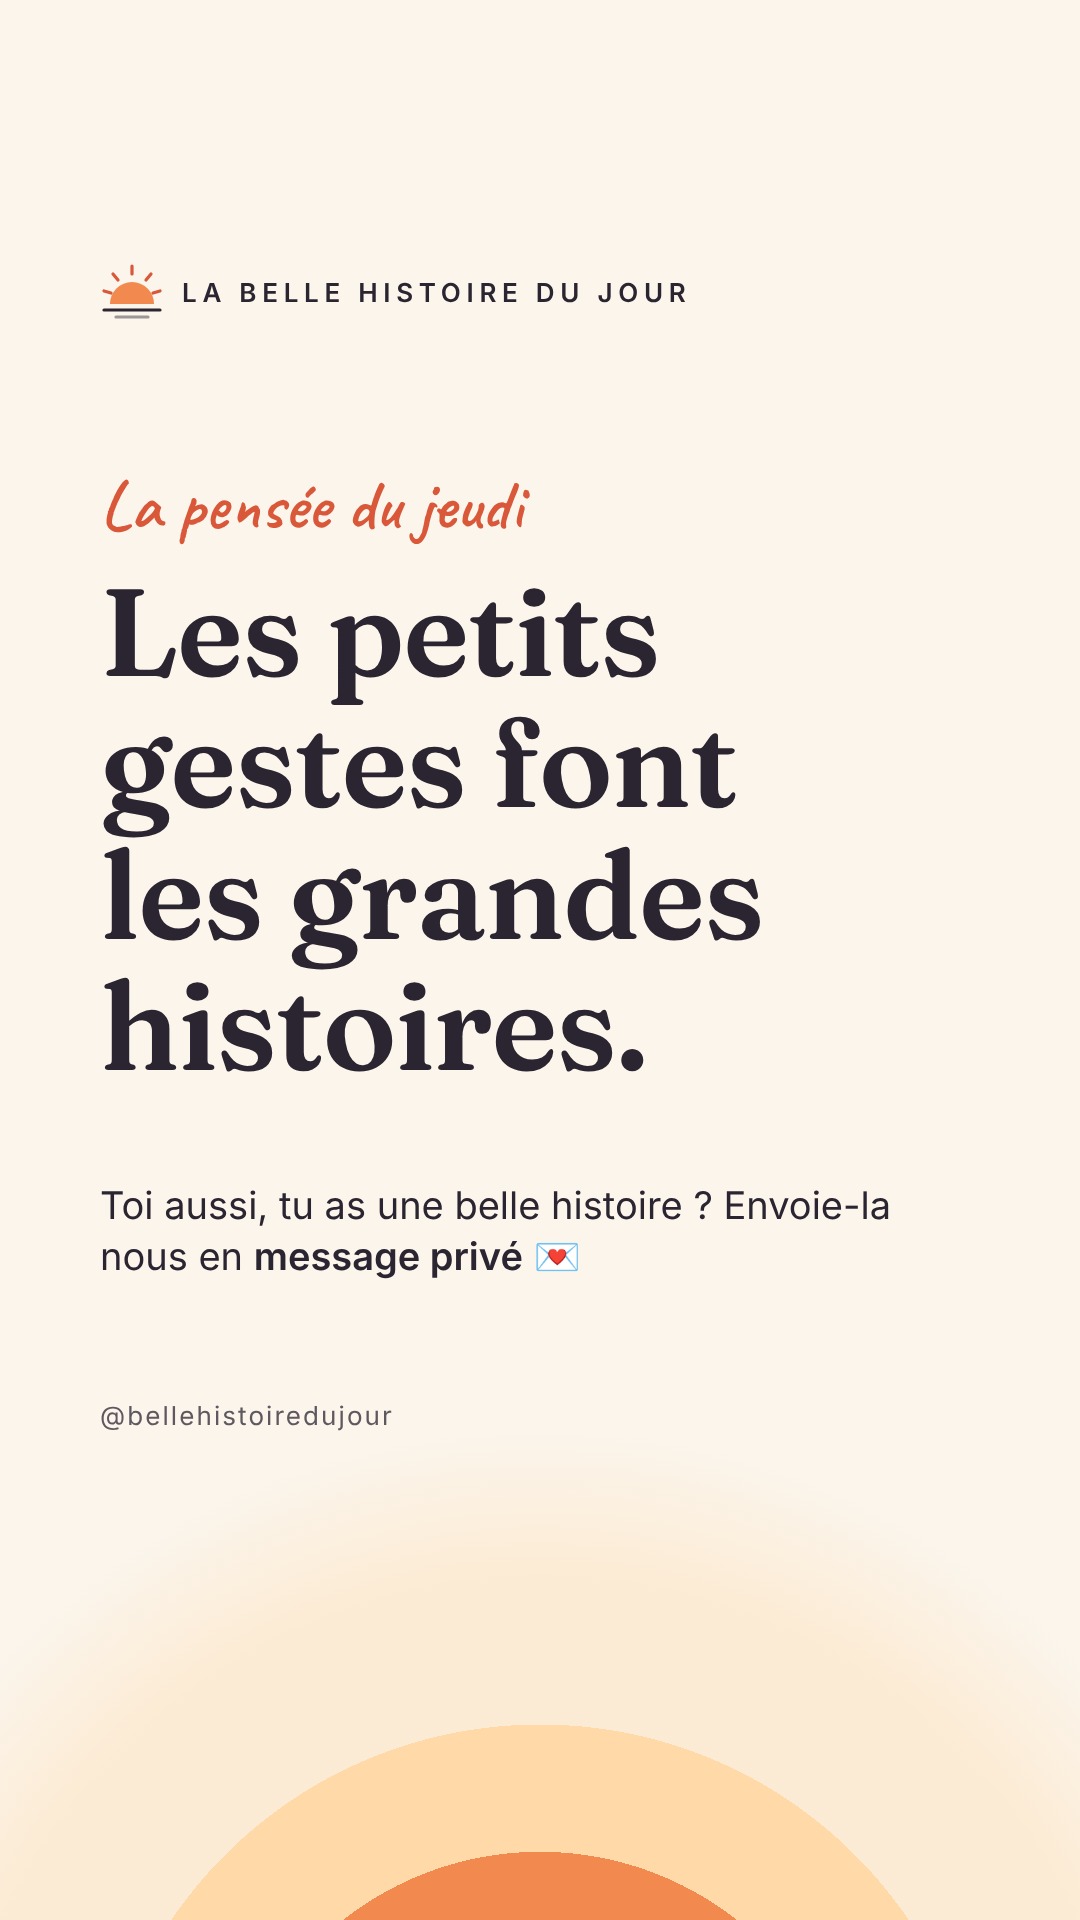 LA BELLE HISTOIRE DU JOUR
La pensée du jeudi
Les petits
gestes font
les grandes
histoires.
Toi aussi, tu as une belle histoire ? Envoie-la
nous en message privé 💌
@bellehistoiredujour